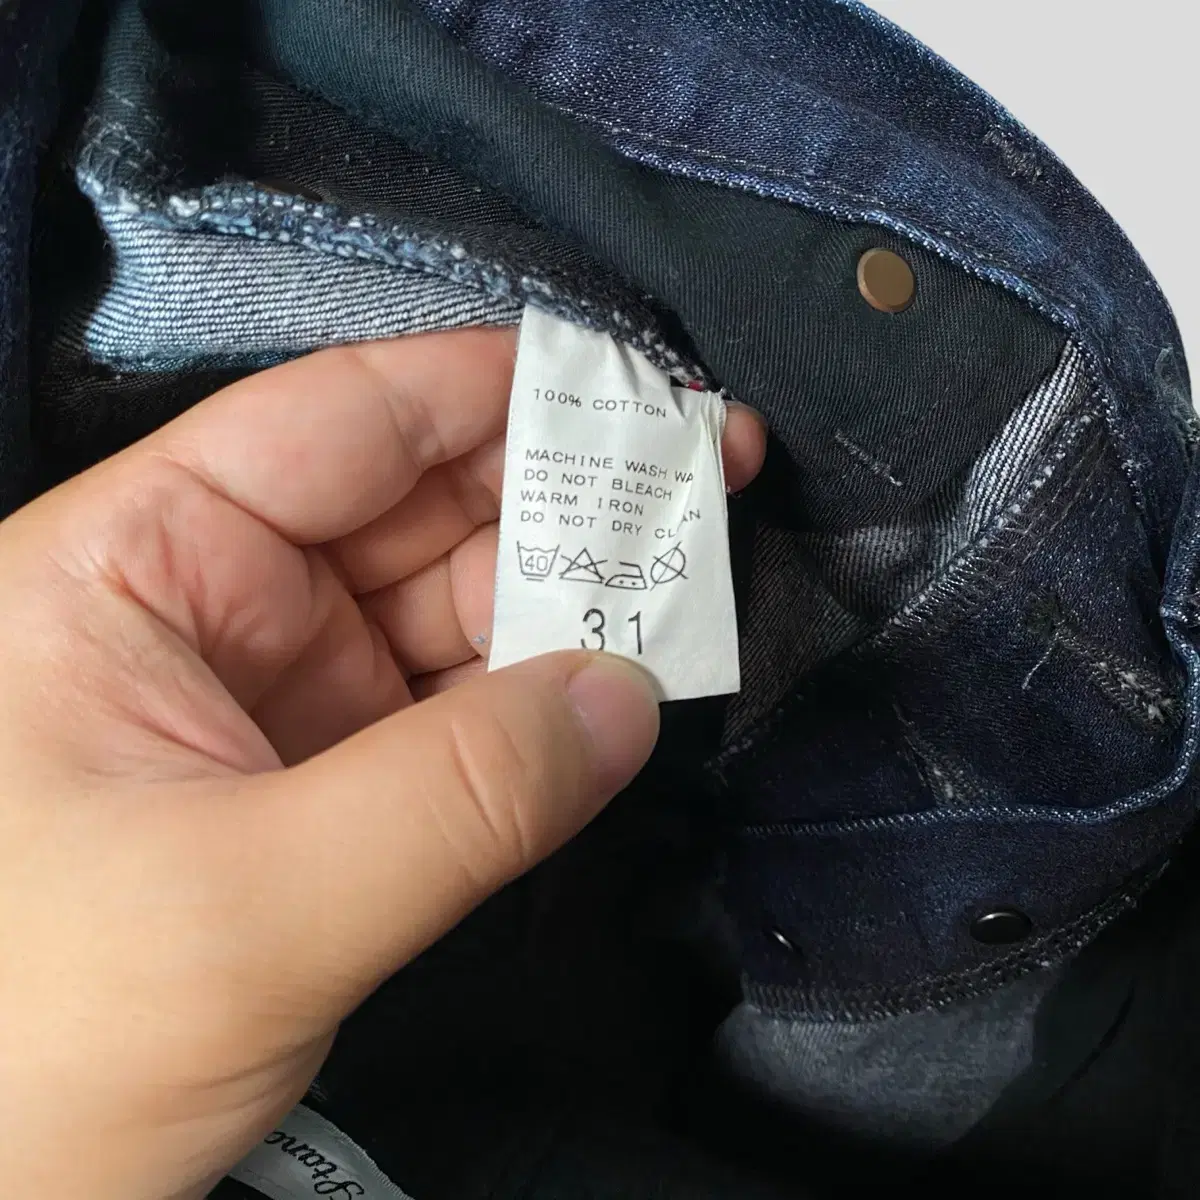 100% COTTON
MACHINE WASH WA
DO NOT BLEACH
WARM IRON
DO NOT DRY CL AN
40
31